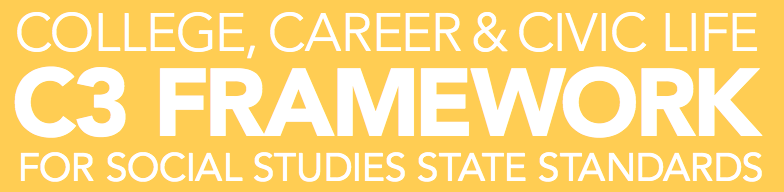 COLLEGE, CAREER & CIVIC LIFE
C3 FRAMEWORK
FOR SOCIAL STUDIES STATE STANDARDS